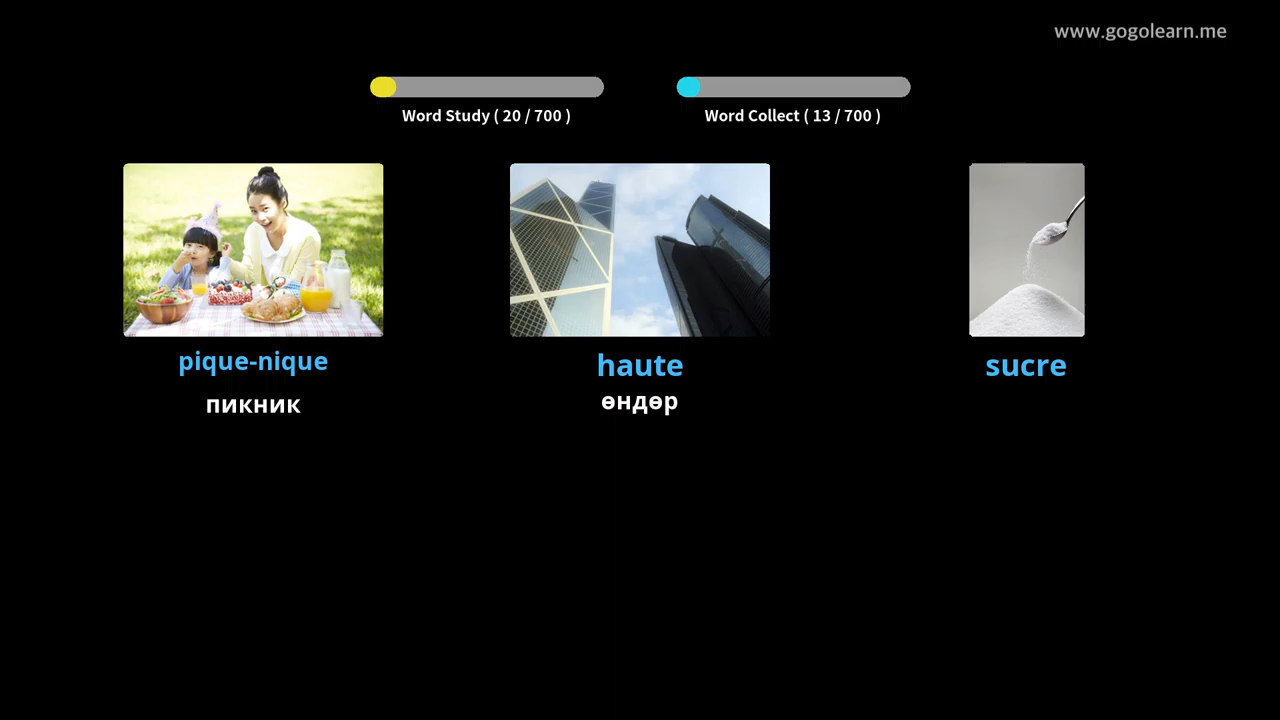 www.gogolearn.me
Word Study ( 20 / 700 )
Word Collect ( 13 / 700 )
pique-nique
haute
sucre
пикник
өндөр